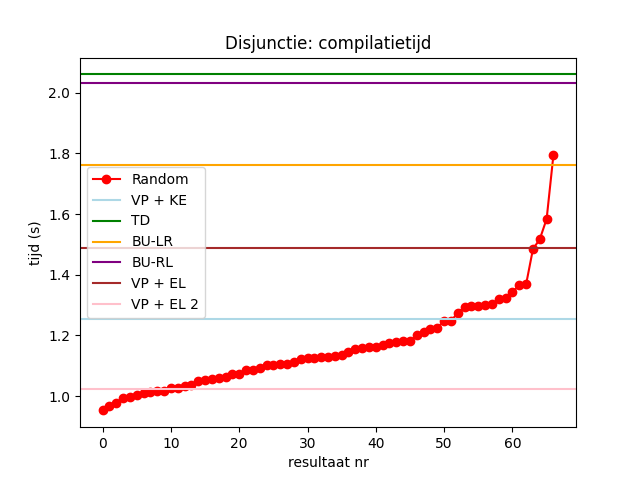 Disjunctie: compilatietijd
tijd (s)
2.0
1.8
1.6
1.4
1.2
1.0
Random
VP + KE
TD
BU-LR
BU-RL
VP + EL
VP + EL 2
0 10 20 30 40 50 60
resultaat nr